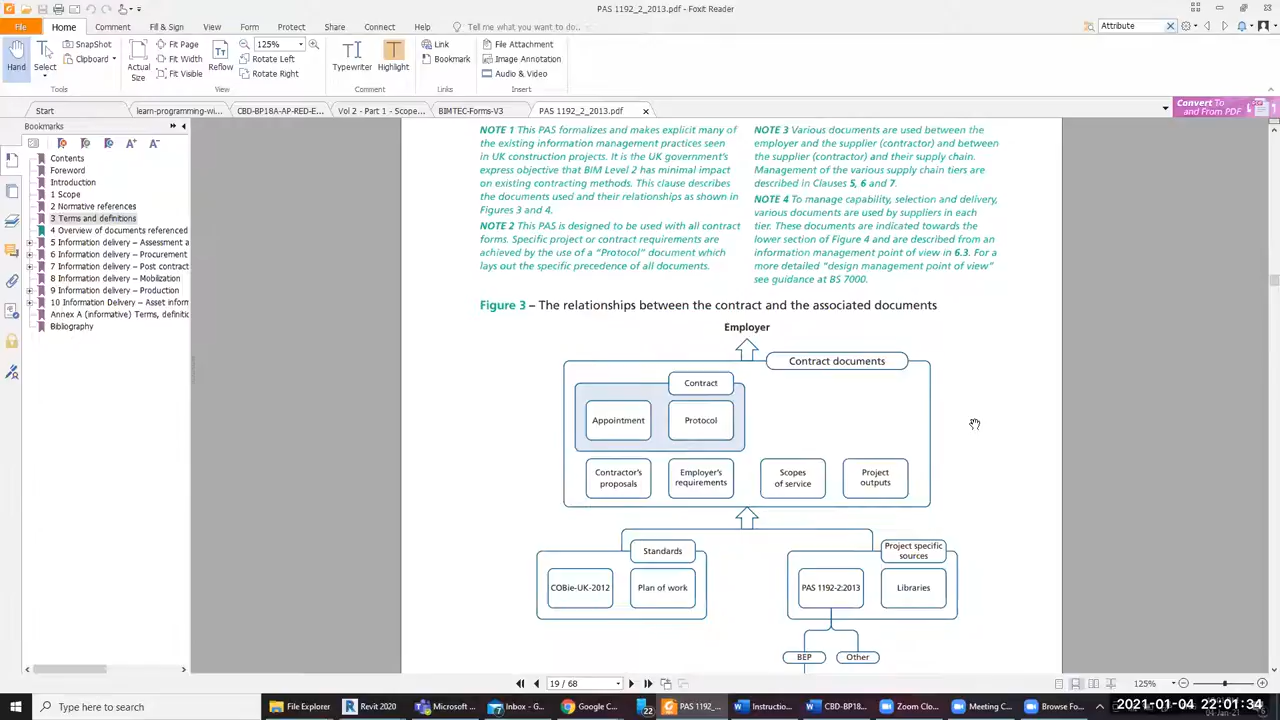 PAS 1192_2_2013.pdf - Foxit Reader
File Home Comment View Form Protect Share Connect Help Fill & Sign Tell me what you want to do... Attribute
SnapShot Clipboard
Hand Select
Actual Size Reflow
Fit Page Fit Width Fit Visible
125% Rotate Left Rotate Right
Typewriter Highlight
Link Bookmark
File Attachment Image Annotation Audio & Video
Tools View Comment Links Insert
Start learn-programming-wi... CBD-BP18A-AP-RED-E... Vol 2 - Part 1 - Scope... BIMTEC-Forms-V3 PAS 1192_2_2013.pdf
Convert To and From PDF
Bookmarks
Contents
Foreword
Introduction
1 Scope
2 Normative references
3 Terms and definitions
4 Overview of documents referenced
5 Information delivery – Assessment a
6 Information delivery – Procurement
7 Information delivery – Post contract
Information delivery – Mobilization
9 Information delivery – Production
10 Information Delivery – Asset inform
Annex A (informative) Terms, definitio
Bibliography
NOTE 1 This PAS formalizes and makes explicit many of
the existing information management practices seen
in UK construction projects. It is the UK government's
express objective that BIM Level 2 has minimal impact
on existing contracting methods. This clause describes
the documents used and their relationships as shown in
Figures 3 and 4.
NOTE 2 This PAS is designed to be used with all contract
forms. Specific project or contract requirements are
achieved by the use of a "Protocol" document which
lays out the specific precedence of all documents.
NOTE 3 Various documents are used between the
employer and the supplier (contractor) and between
the supplier (contractor) and their supply chain.
Management of the various supply chain tiers are
described in Clauses 5, 6 and 7.
NOTE 4 To manage capability, selection and delivery,
various documents are used by suppliers in each
tier. These documents are indicated towards the
lower section of Figure 4 and are described from an
information management point of view in 6.3. For a
more detailed "design management point of view"
see guidance at BS 7000.
Figure 3 – The relationships between the contract and the associated documents
Employer
Contract documents
Contract
Appointment Protocol
Contractor's proposals
Employer's requirements
Scopes of service
Project outputs
Standards
Project specific sources
COBie-UK-2012 Plan of work
PAS 1192-2:2013 Libraries
BEP Other
19 / 68
125%
Type here to search
File Explorer Revit 2020 Microsoft ... Inbox - G... Google C... 22 PAS 1192_... Instructio... CBD-BP18... Zoom Clo... Meeting C... Browse Fo...
2021-01-04 22:01:34